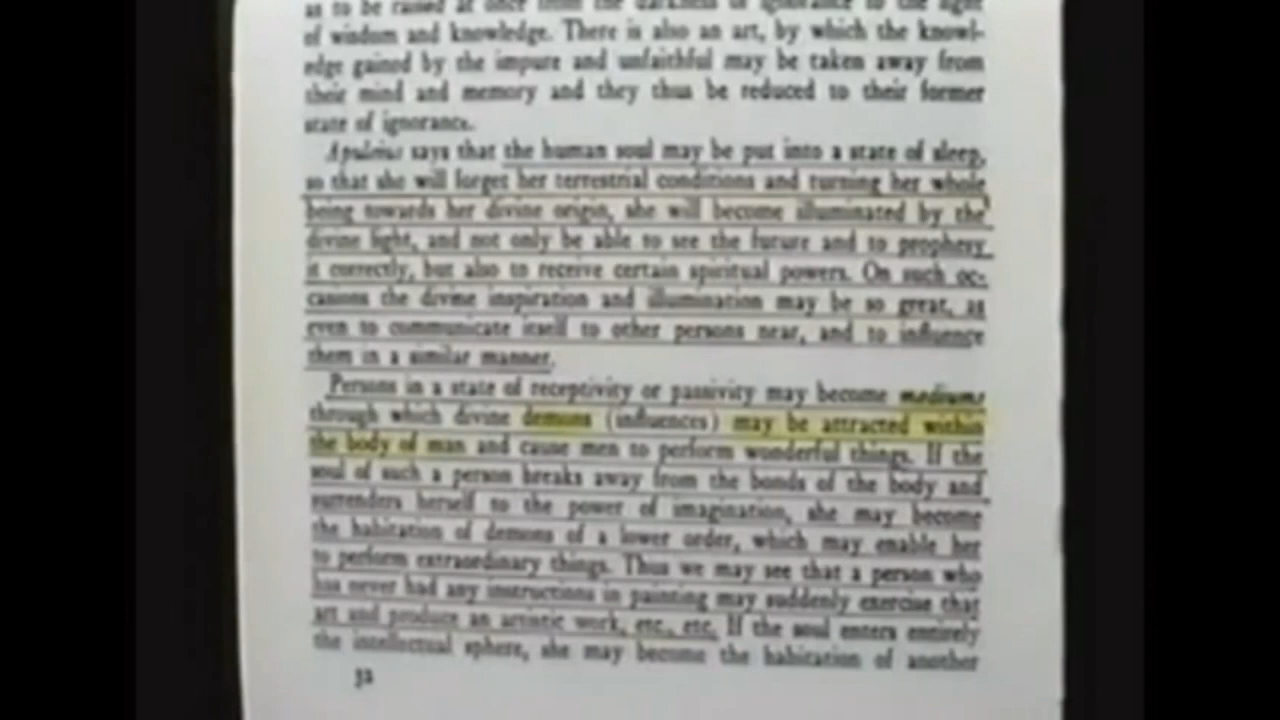 as to be raised at once from the darkness of ignorance to the light
of wisdom and knowledge. There is also an art, by which the knowl-
edge gained by the impure and unfaithful may be taken away from
their mind and memory and they thus be reduced to their former
state of ignorance.
Apuleius says that the human soul may be put into a state of sleep,
so that she will forget her terrestrial conditions and turning her whole
being towards her divine origin, she will become illuminated by the
divine light, and not only be able to see the future and to prophesy
it correctly, but also to receive certain spiritual powers. On such oc-
casions the divine inspiration and illumination may be so great, as
even to communicate itself to other persons near, and to influence
them in a similar manner.
Persons in a state of receptivity or passivity may become mediums
through which divine demons (influences) may be attracted within
the body of man and cause men to perform wonderful things. If the
soul of such a person breaks away from the bonds of the body and
surrenders herself to the power of imagination, she may become
the habitation of demons of a lower order, which may enable her
to perform extraordinary things. Thus we may see that a person who
has never had any instructions in painting may suddenly exercise that
art and produce an artistic work, etc., etc. If the soul enters entirely
the intellectual sphere, she may become the habitation of another
32